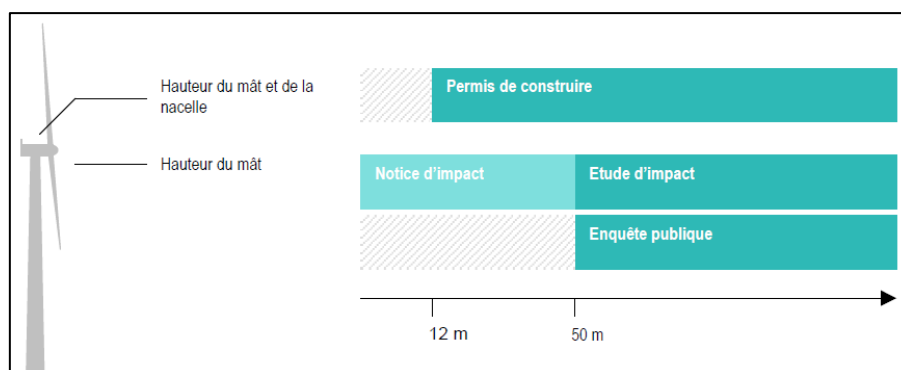 Hauteur du mât et de la
nacelle
Permis de construire
Hauteur du mât
Notice d'impact
Etude d'impact
Enquête publique
12 m
50 m